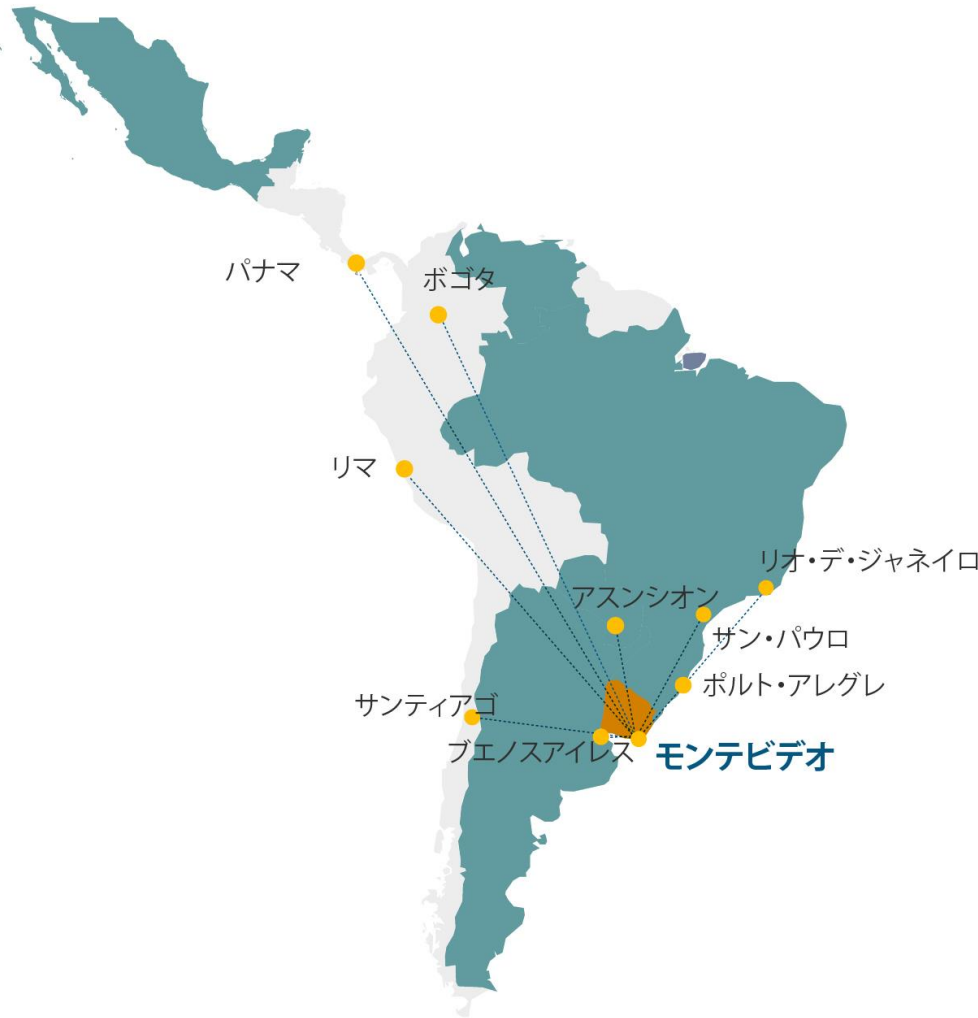 パナマ
ボゴタ
リマ
リオ・デ・ジャネイロ
アスンシオン
サン・パウロ
ポルト・アレグレ
サンティアゴ
ブエノスアイレス
モンテビデオ